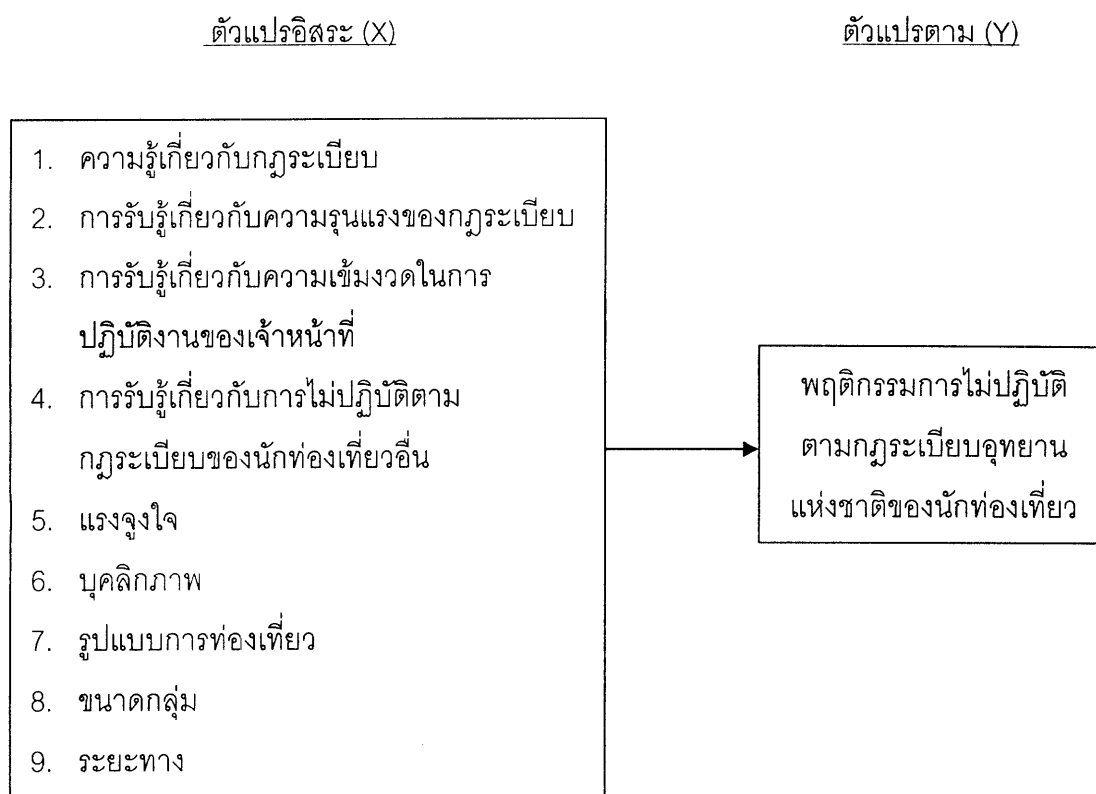 ตัวแปรอิสระ (X)
ตัวแปรตาม (Y)
1. ความรู้เกี่ยวกับกฎระเบียบ
2. การรับรู้เกี่ยวกับความรุนแรงของกฎระเบียบ
3. การรับรู้เกี่ยวกับความเข้มงวดในการ
ปฏิบัติงานของเจ้าหน้าที่
4. การรับรู้เกี่ยวกับการไม่ปฏิบัติตาม
กฎระเบียบของนักท่องเที่ยวอื่น
5. แรงจูงใจ
6. บุคลิกภาพ
7. รูปแบบการท่องเที่ยว
8. ขนาดกลุ่ม
9. ระยะทาง
พฤติกรรมการไม่ปฏิบัติ
ตามกฎระเบียบอุทยาน
แห่งชาติของนักท่องเที่ยว